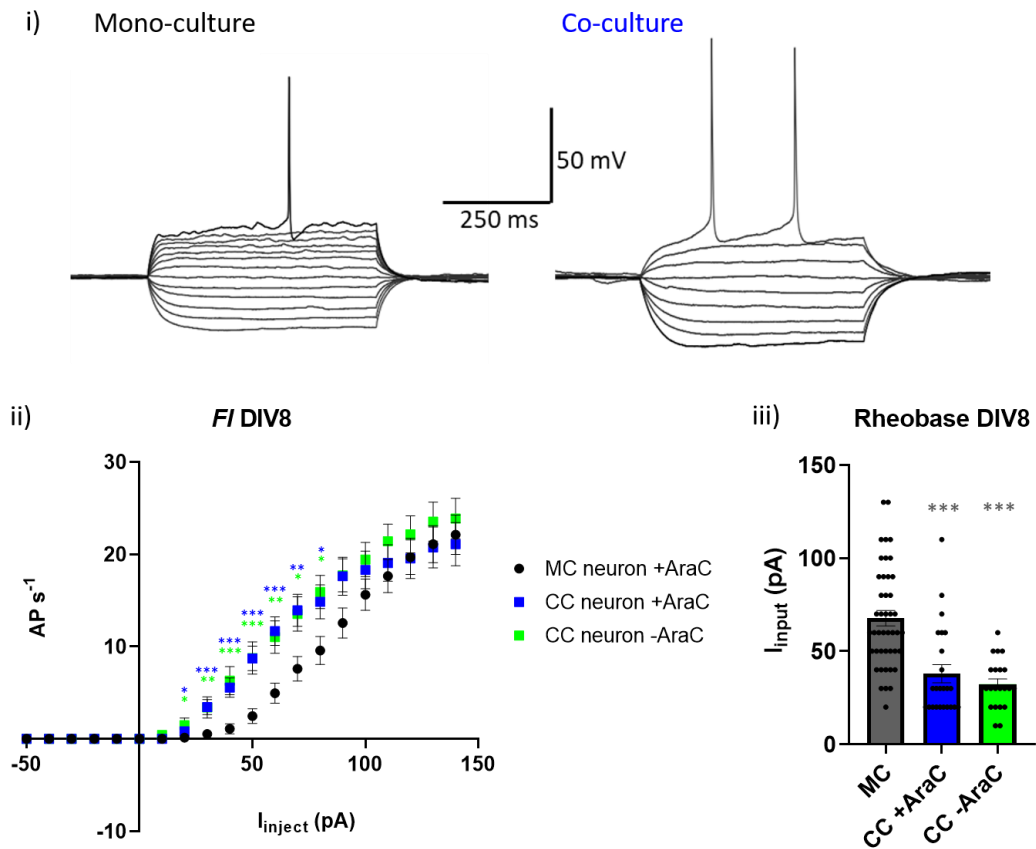 i)
Mono-culture
Co-culture
50 mV
250 ms
ii)
FI DIV8
30
20
10
-10
-50
50
100
150
AP s-1
Iinject (pA)
*
*
***
**
***
***
***
***
***
**
**
*
*
*
MC neuron +AraC
CC neuron +AraC
CC neuron -AraC
iii)
Rheobase DIV8
150
100
50
0
Iinput (pA)
***
***
MC
CC +AraC
CC -AraC